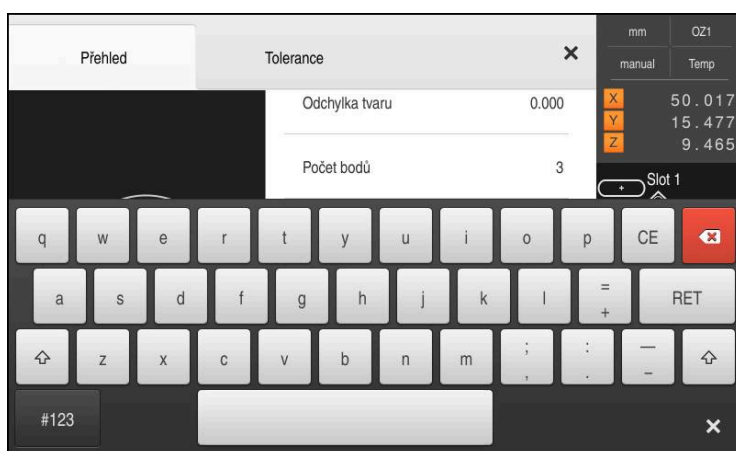 Přehled Tolerance × mm OZ1
manual Temp
Odchylka tvaru 0.000 X 50.017
Y 15.477
Z 9.465
Počet bodů 3 + Slot 1
q w e r t y u i o p CE
a s d f g h j k l = + RET
z x c v b n m ; , : . — –
#123 ×